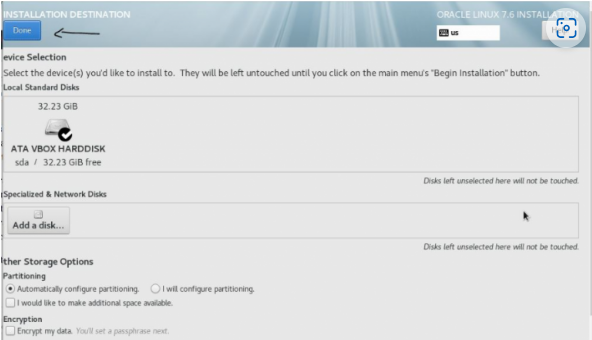 INSTALLATION DESTINATION
ORACLE LINUX 7.6 INSTALLA
Done
us
evice Selection
Select the device(s) you'd like to install to. They will be left untouched until you click on the main menu's "Begin Installation" button.
Local Standard Disks
32.23 GiB
ATA VBOX HARDDISK
sda / 32.23 GiB free
Disks left unselected here will not be touched.
Specialized & Network Disks
Add a disk...
Disks left unselected here will not be touched.
ther Storage Options
Partitioning
Automatically configure partitioning. I will configure partitioning.
I would like to make additional space available.
Encryption
Encrypt my data. You'll set a passphrase next.